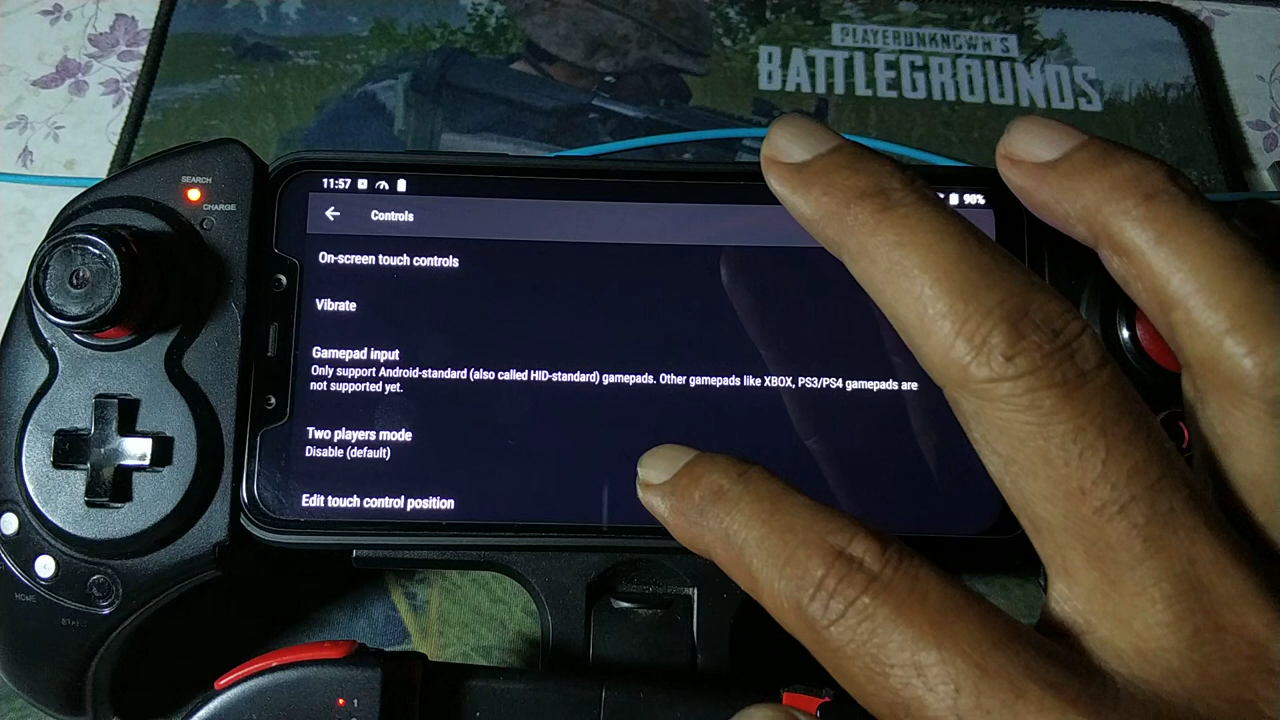 PLAYERUNKNOWN'S
BATTLEGROUNDS
SEARCH
CHARGE
11:57
90%
Controls
On-screen touch controls
Vibrate
Gamepad input
Only support Android-standard (also called HID-standard) gamepads. Other gamepads like XBOX, PS3/PS4 gamepads are
not supported yet.
Two players mode
Disable (default)
Edit touch control position
HOME
1